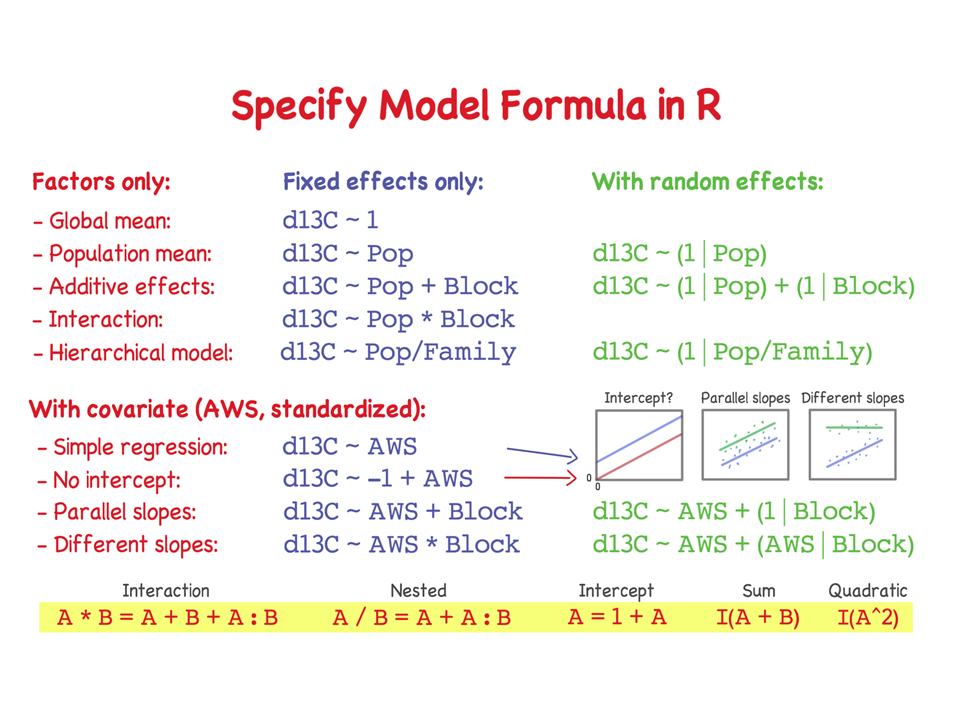 Specify Model Formula in R
Factors only: Fixed effects only: With random effects:
- Global mean: d13C ~ 1
- Population mean: d13C ~ Pop d13C ~ (1|Pop)
- Additive effects: d13C ~ Pop + Block d13C ~ (1|Pop) + (1|Block)
- Interaction: d13C ~ Pop * Block
- Hierarchical model: d13C ~ Pop/Family d13C ~ (1|Pop/Family)
With covariate (AWS, standardized): Intercept? Parallel slopes Different slopes
- Simple regression: d13C ~ AWS
- No intercept: d13C ~ -1 + AWS 0
0
- Parallel slopes: d13C ~ AWS + Block d13C ~ AWS + (1|Block)
- Different slopes: d13C ~ AWS * Block d13C ~ AWS + (AWS|Block)
Interaction Nested Intercept Sum Quadratic
A * B = A + B + A:B A / B = A + A:B A = 1 + A I(A + B) I(A^2)